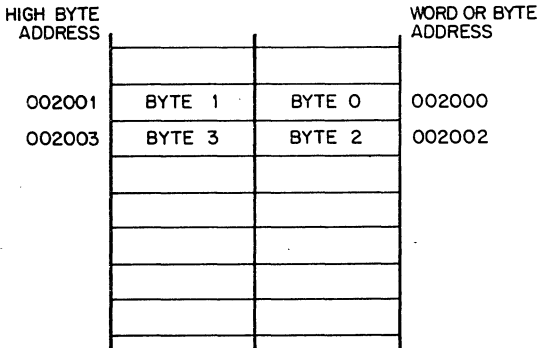 HIGH BYTE
ADDRESS
WORD OR BYTE
ADDRESS
002001 BYTE 1 BYTE 0 002000
002003 BYTE 3 BYTE 2 002002